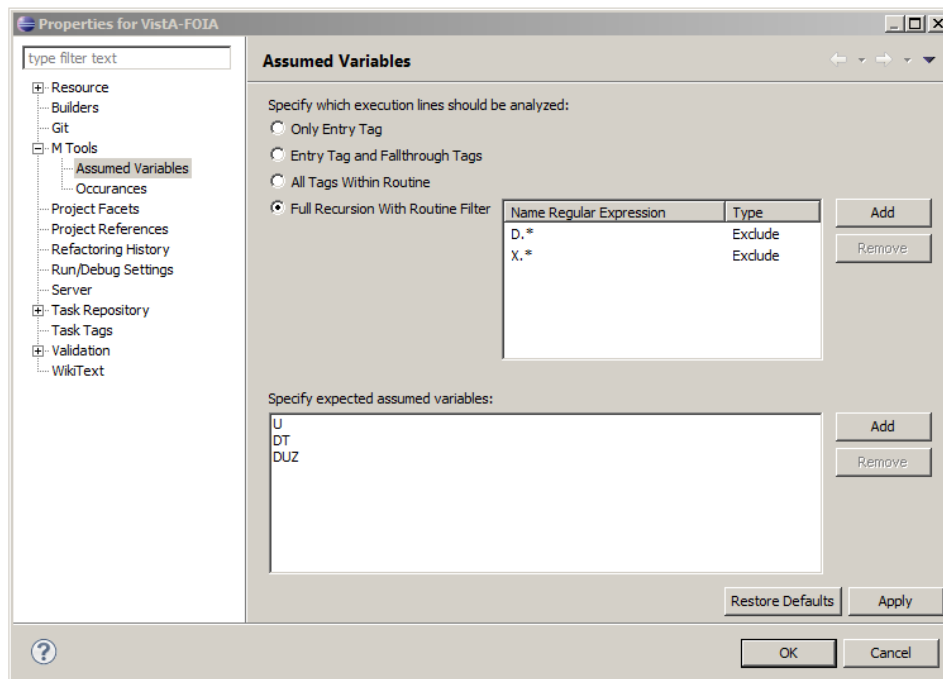 Properties for VistA-FOIA
type filter text
Resource
Builders
Git
M Tools
Assumed Variables
Occurances
Project Facets
Project References
Refactoring History
Run/Debug Settings
Server
Task Repository
Task Tags
Validation
WikiText
Assumed Variables
Specify which execution lines should be analyzed:
Only Entry Tag
Entry Tag and Fallthrough Tags
All Tags Within Routine
Full Recursion With Routine Filter
Name Regular Expression Type
D.* Exclude
X.* Exclude
Add
Remove
Specify expected assumed variables:
U
DT
DUZ
Add
Remove
Restore Defaults Apply
? OK Cancel